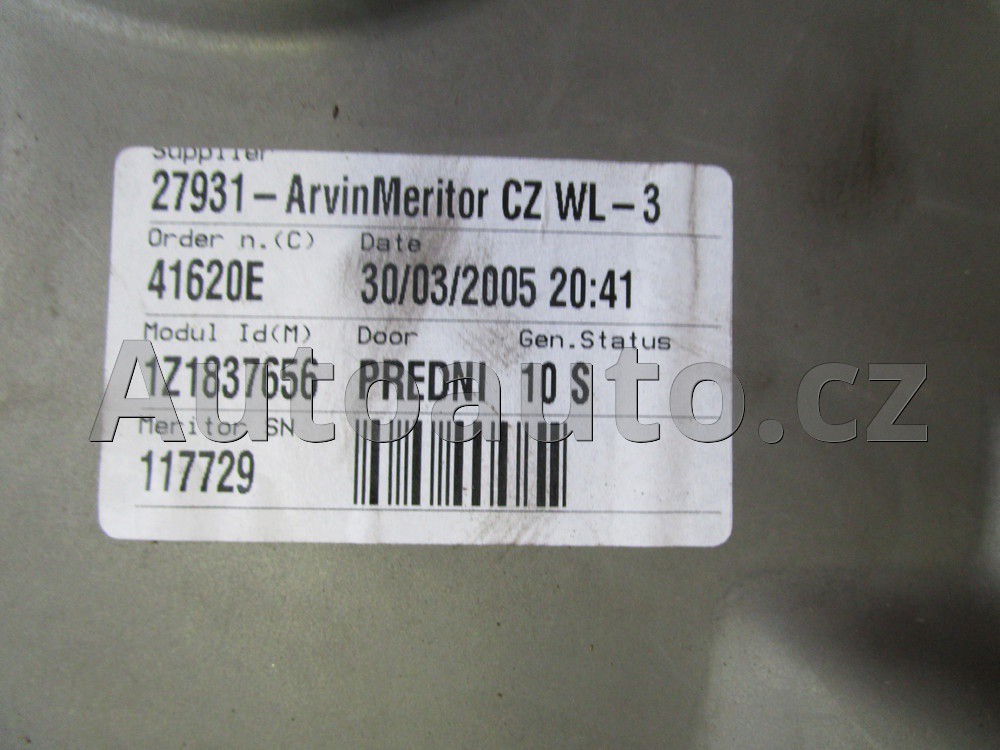 Supplier
27931 - ArvinMeritor CZ WL - 3
Order n.(C) Date
41620E 30/03/2005 20:41
Modul Id(M) Door Gen.Status
1Z1837656 PREDNI 10 S
Autoauto.cz
Meritor SN
117729